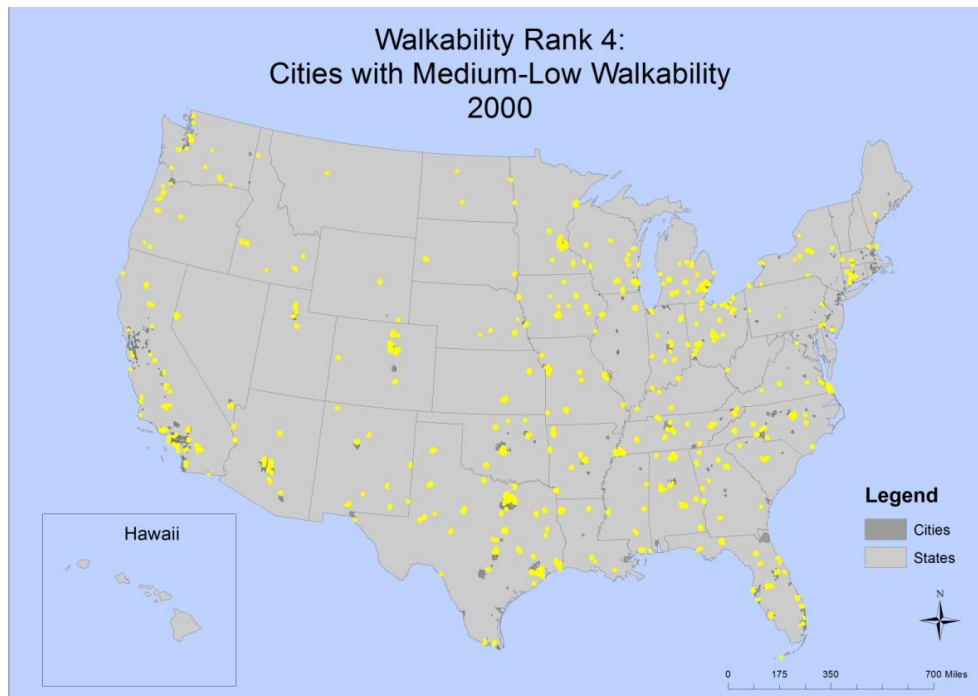 Walkability Rank 4:
Cities with Medium-Low Walkability
2000
Hawaii
Legend
Cities
States
N
0 175 350 700 Miles